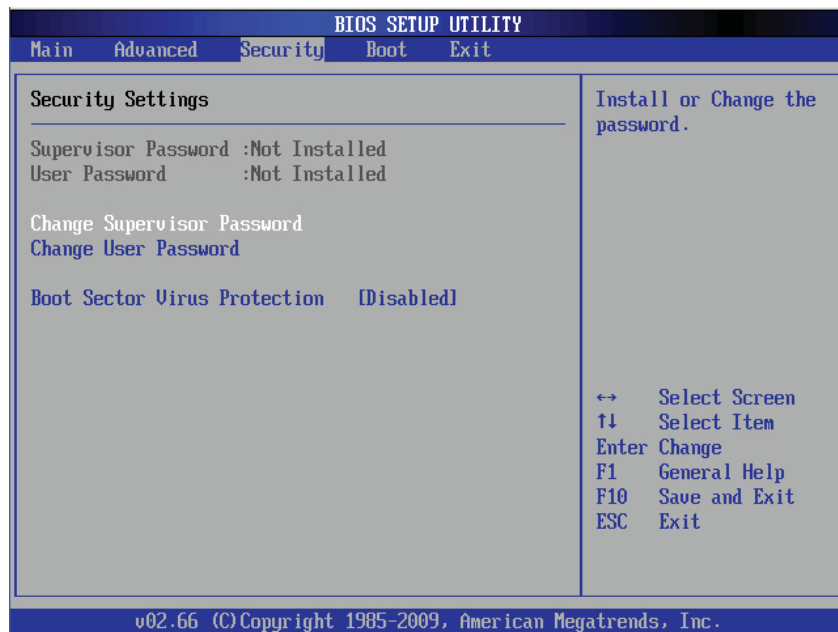 BIOS SETUP UTILITY
Main Advanced Security Boot Exit
Security Settings
Supervisor Password :Not Installed
User Password :Not Installed
Change Supervisor Password
Change User Password
Boot Sector Virus Protection [Disabled]
Install or Change the
password.
↔ Select Screen
↑↓ Select Item
Enter Change
F1 General Help
F10 Save and Exit
ESC Exit
v02.66 (C)Copyright 1985-2009, American Megatrends, Inc.